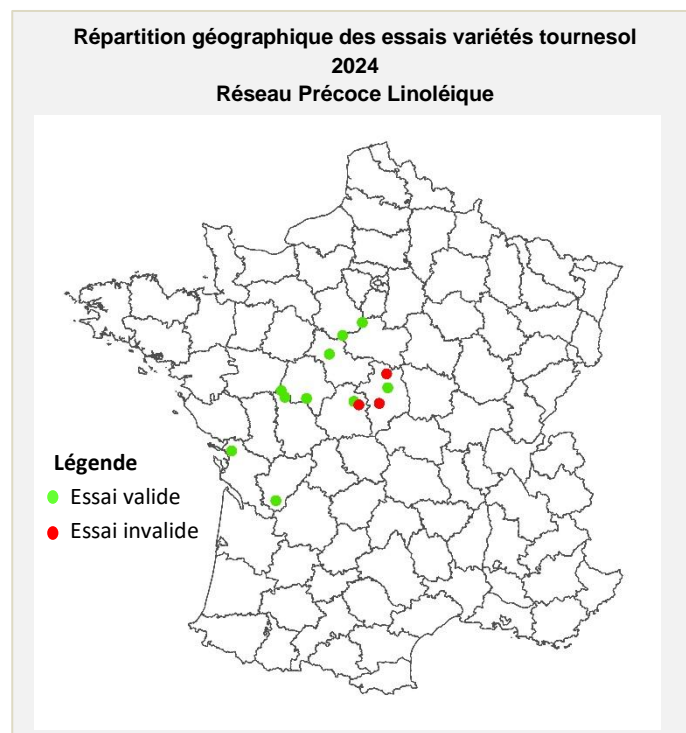 Répartition géographique des essais variétés tournesol
2024
Réseau Précoce Linoléique
Légende
Essai valide
Essai invalide